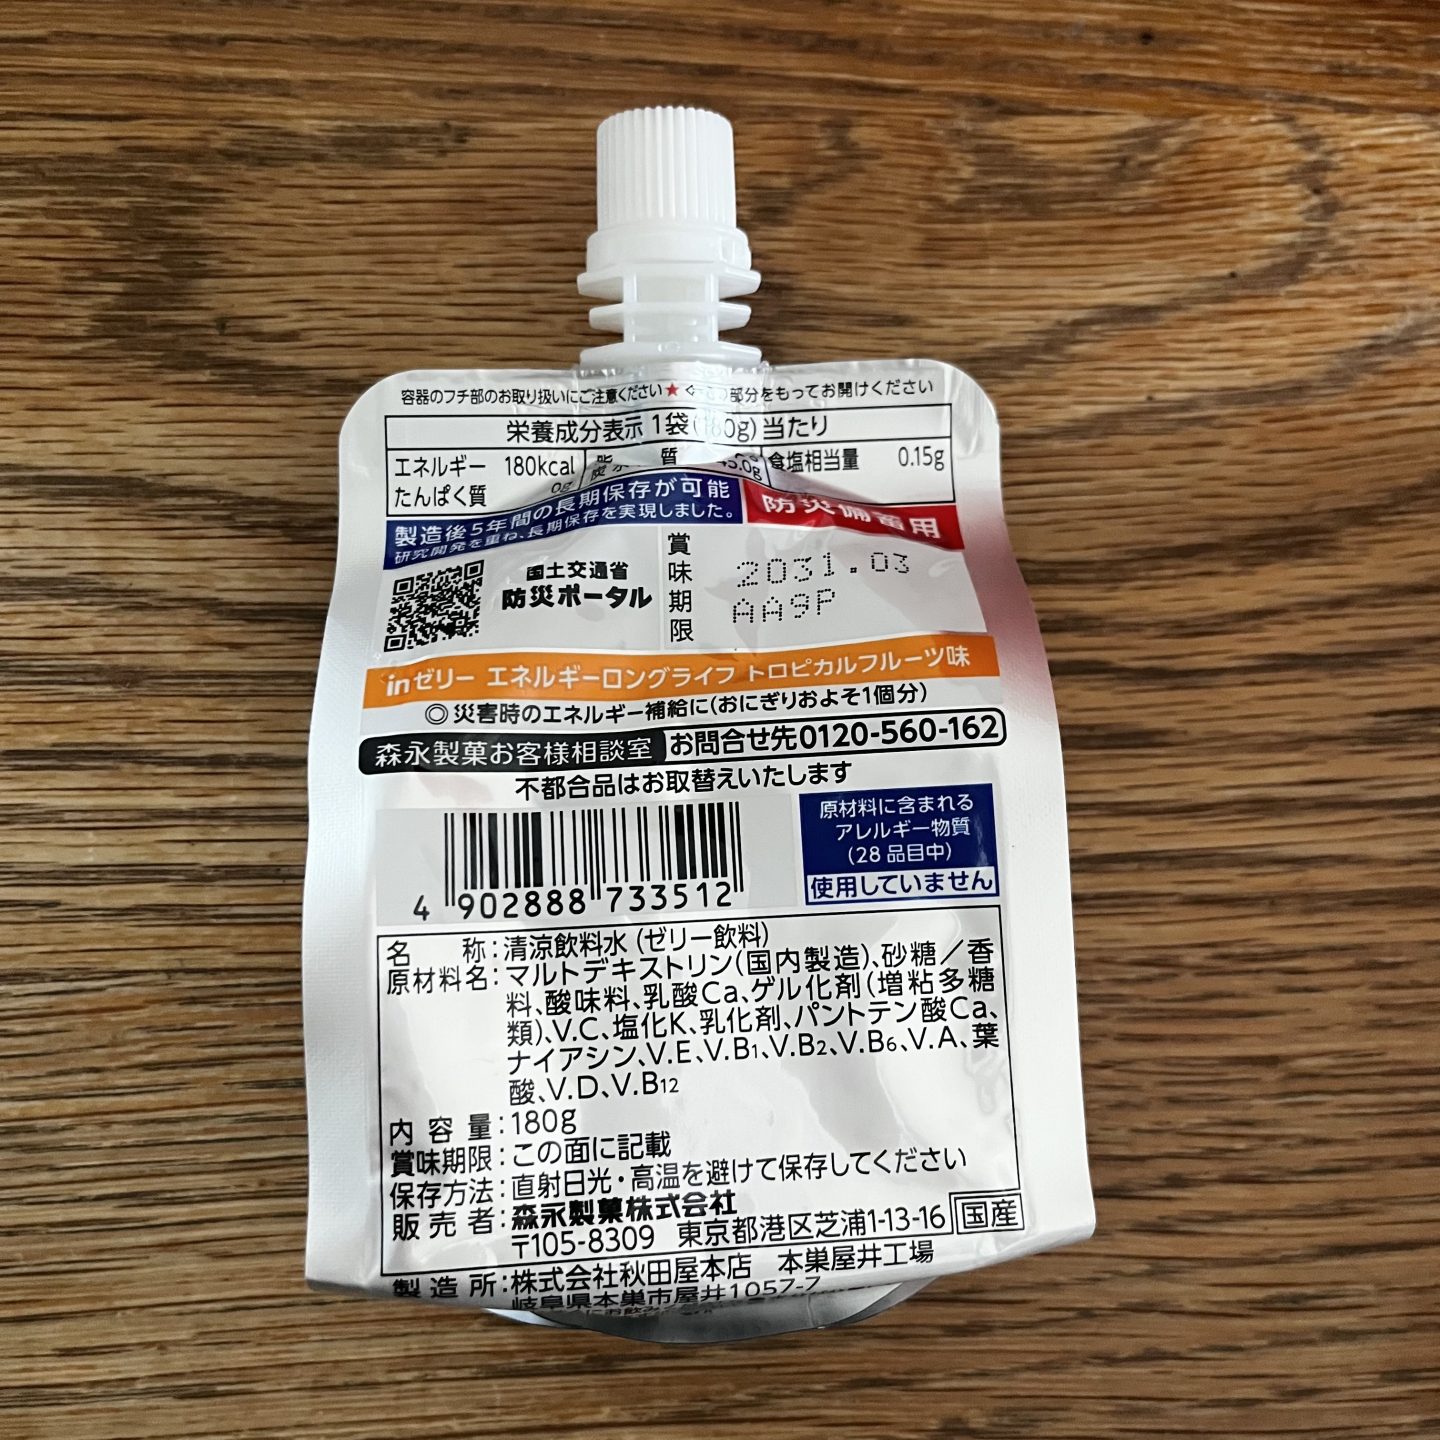 容器のフチ部のお取り扱いにご注意ください★
部分をもってお開けください
栄養成分表示 1袋(180g)当たり
エネルギー 180kcal
たんぱく質 0g
質
食塩相当量 0.15g
製造後5年間の長期保存が可能
研究開発を重ね、長期保存を実現しました。
防災備蓄用
国土交通省
防災ポータル
賞味期限
2031.03
AA9P
inゼリー エネルギーロングライフ トロピカルフルーツ味
◎災害時のエネルギー補給に(おにぎりおよそ1個分)
森永製菓お客様相談室 お問合せ先0120-560-162
不都合品はお取替えいたします
4 902888 733512
原材料に含まれる
アレルギー物質
(28品目中)
使用していません
名称:清涼飲料水(ゼリー飲料)
原材料名:マルトデキストリン(国内製造)、砂糖/香
料、酸味料、乳酸Ca、ゲル化剤(増粘多糖
類)、V.C、塩化K、乳化剤、パントテン酸Ca、
ナイアシン、V.E、V.B1、V.B2、V.B6、V.A、葉
酸、V.D、V.B12
内容量:180g
賞味期限:この面に記載
保存方法:直射日光・高温を避けて保存してください
販売者:森永製菓株式会社
〒105-8309 東京都港区芝浦1-13-16
国産
製造所:株式会社秋田屋本店 本巣屋井工場
岐阜県本巣市屋井1057-7